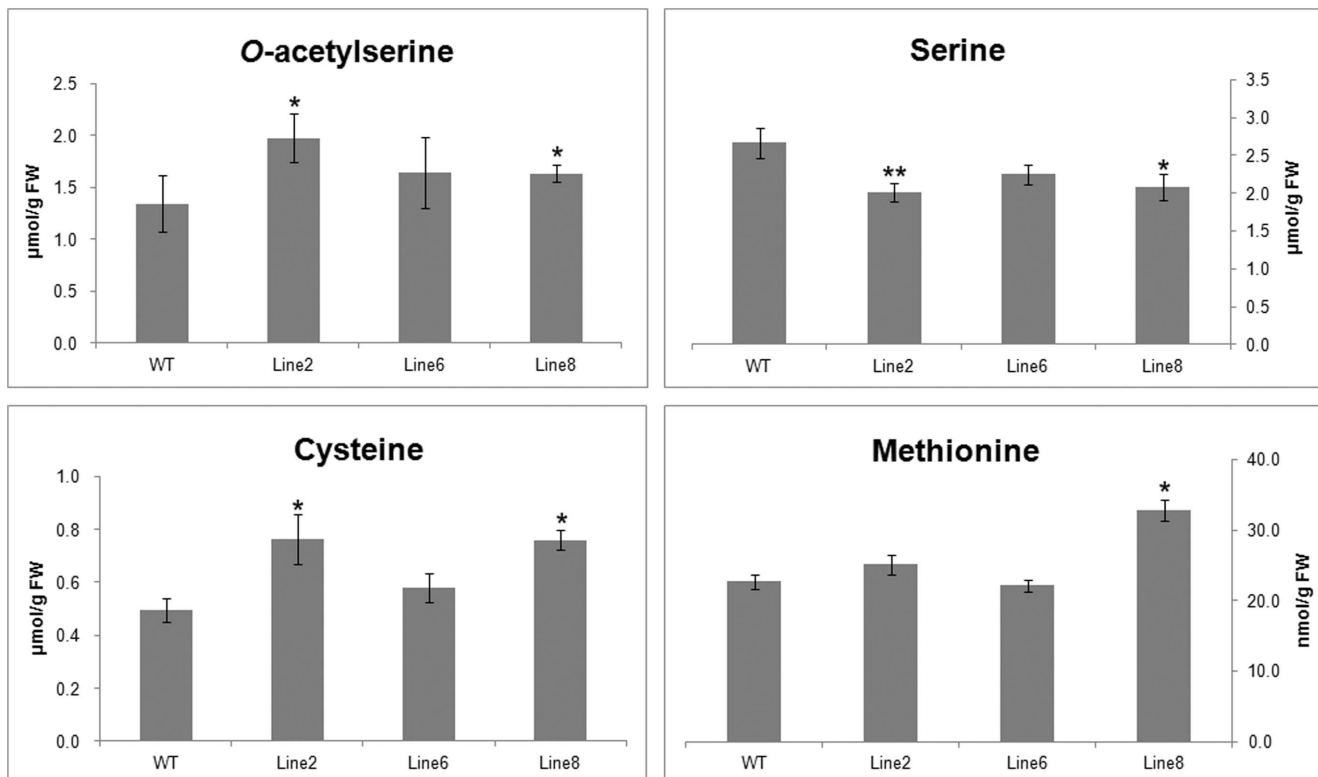 O-acetylserine
2.5
2.0
1.5
1.0
0.5
0.0
µmol/g FW
*
*
WT Line2 Line6 Line8
Serine
3.5
3.0
2.5
2.0
1.5
1.0
0.5
0.0
µmol/g FW
**
*
WT Line2 Line6 Line8
Cysteine
1.0
0.8
0.6
0.4
0.2
0.0
µmol/g FW
*
*
WT Line2 Line6 Line8
Methionine
40.0
30.0
20.0
10.0
0.0
nmol/g FW
*
WT Line2 Line6 Line8